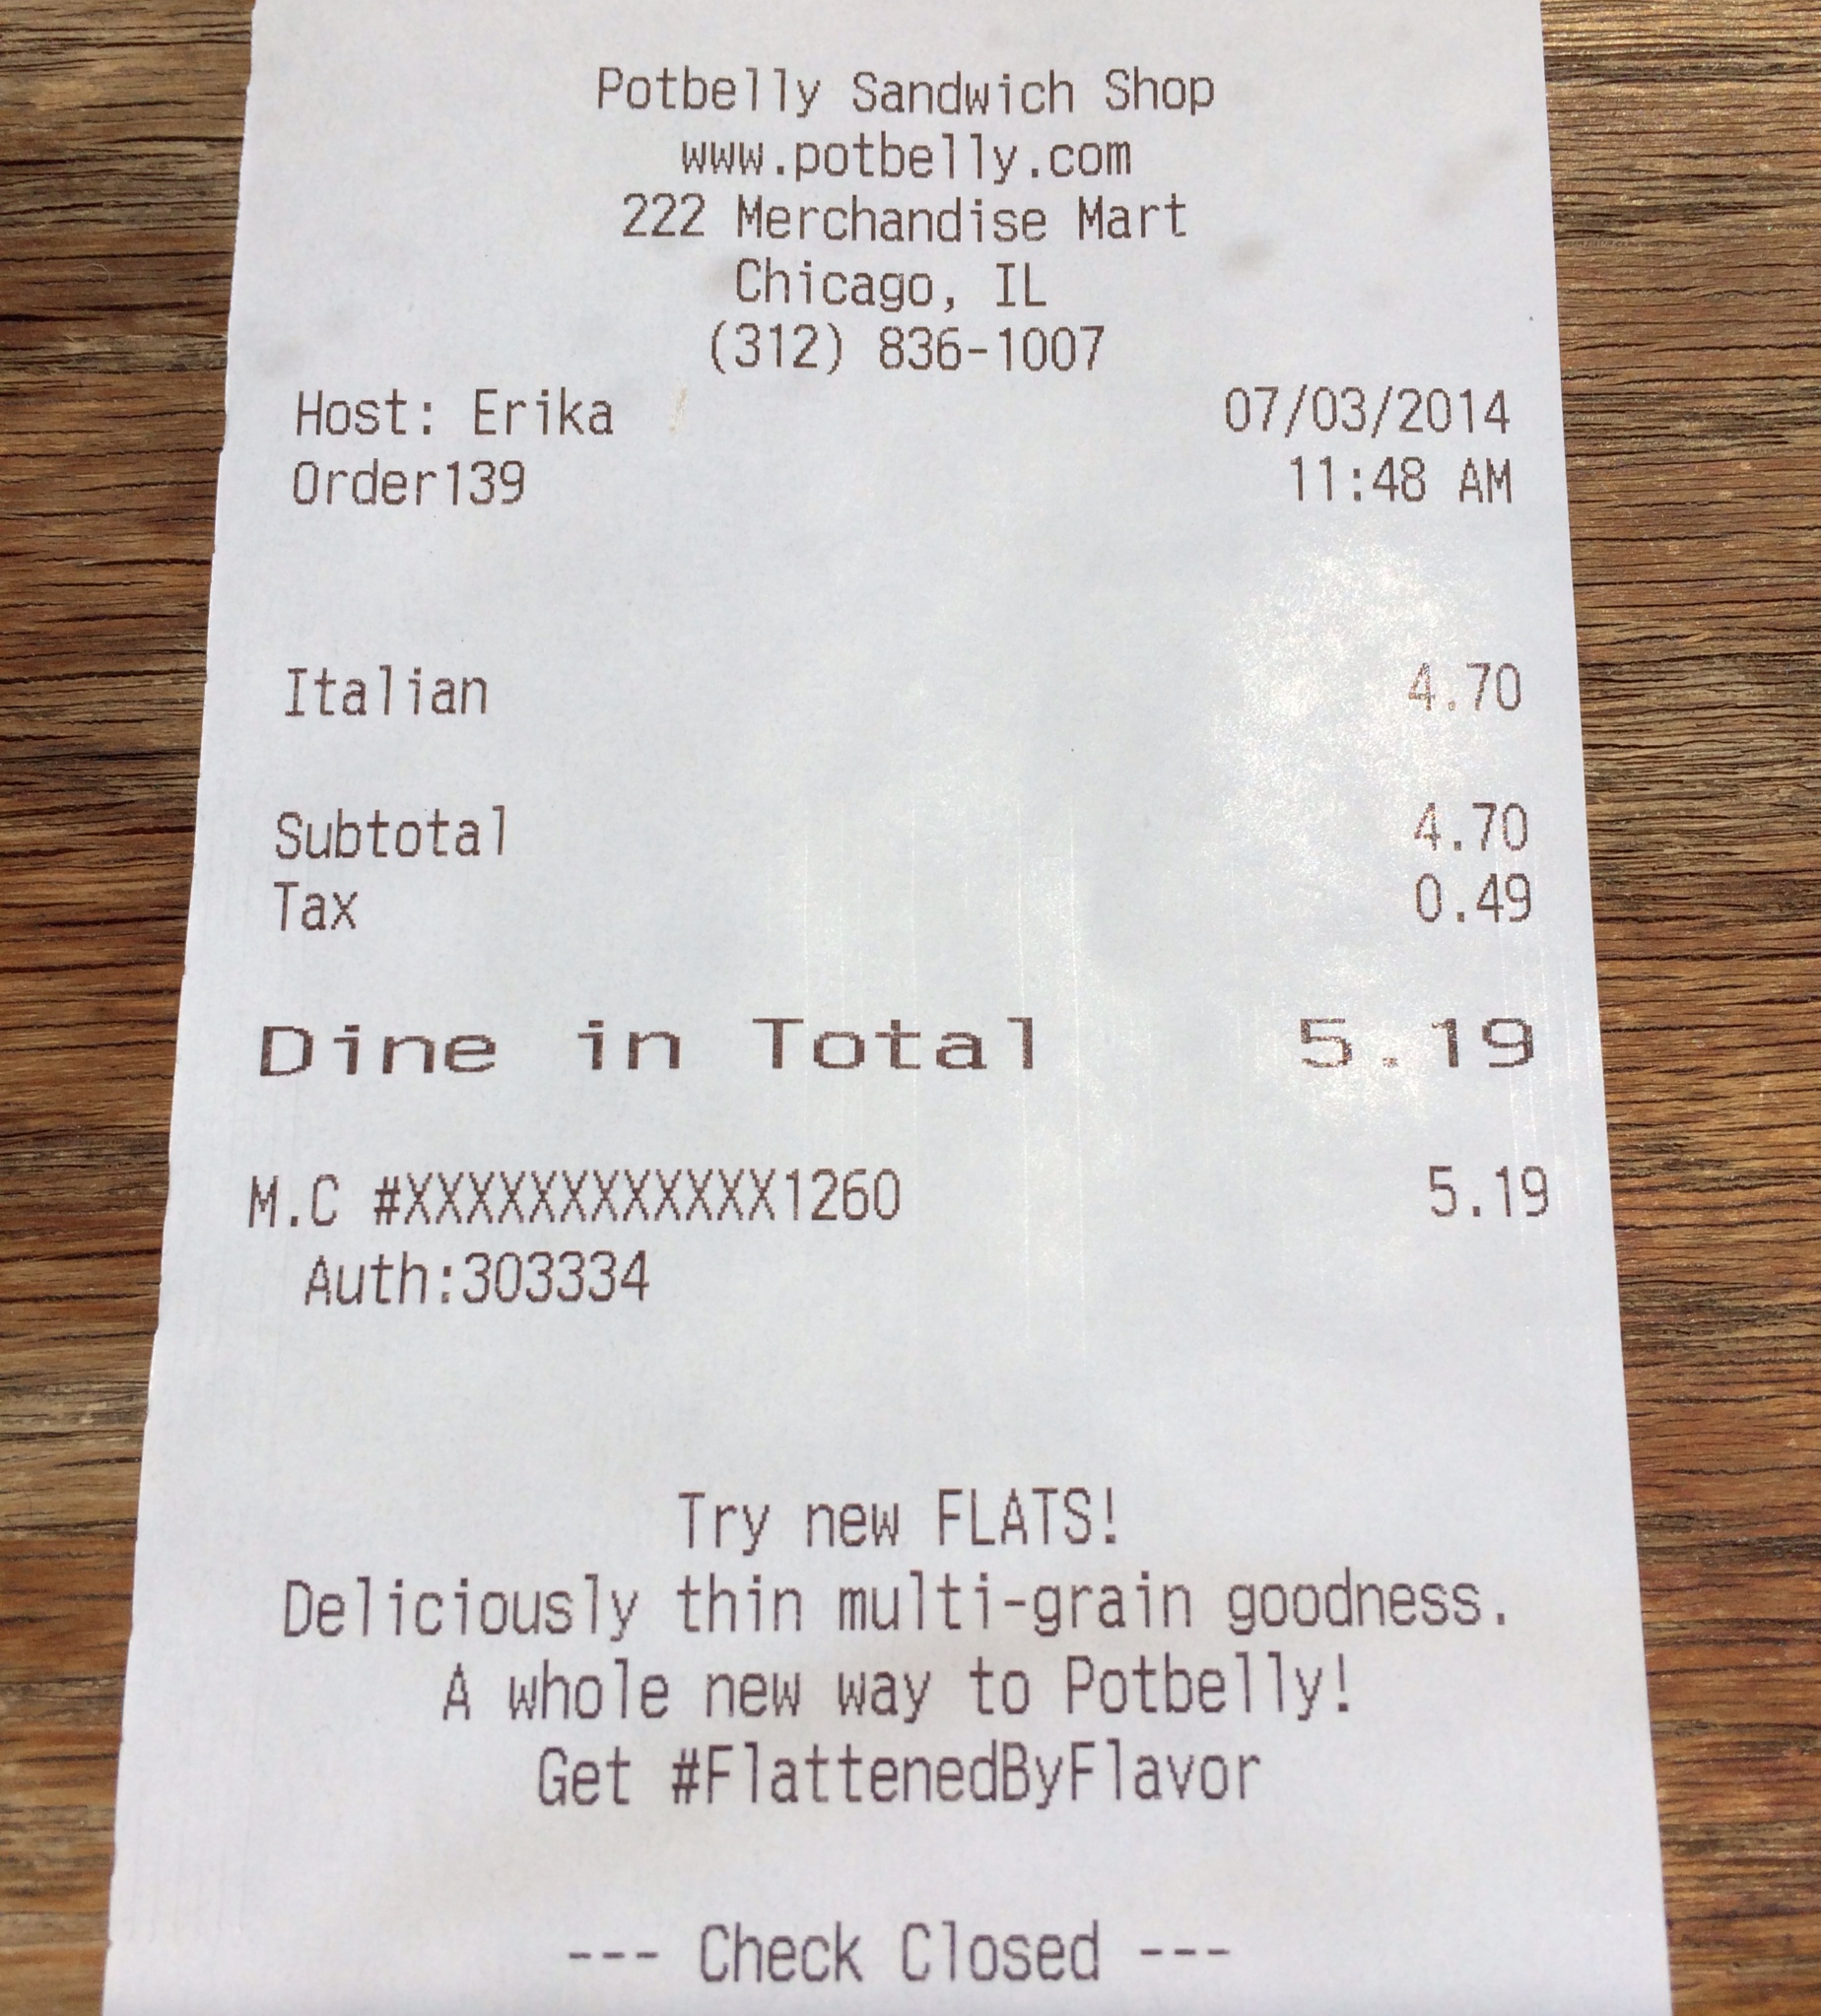 Potbelly Sandwich Shop
www.potbelly.com
222 Merchandise Mart
Chicago, IL
(312) 836-1007
Host: Erika 07/03/2014
Order139 11:48 AM
Italian 4.70
Subtotal 4.70
Tax 0.49
Dine in Total 5.19
M.C #XXXXXXXXXXXX1260 5.19
Auth:303334
Try new FLATS!
Deliciously thin multi-grain goodness.
A whole new way to Potbelly!
Get #FlattenedByFlavor
--- Check Closed ---